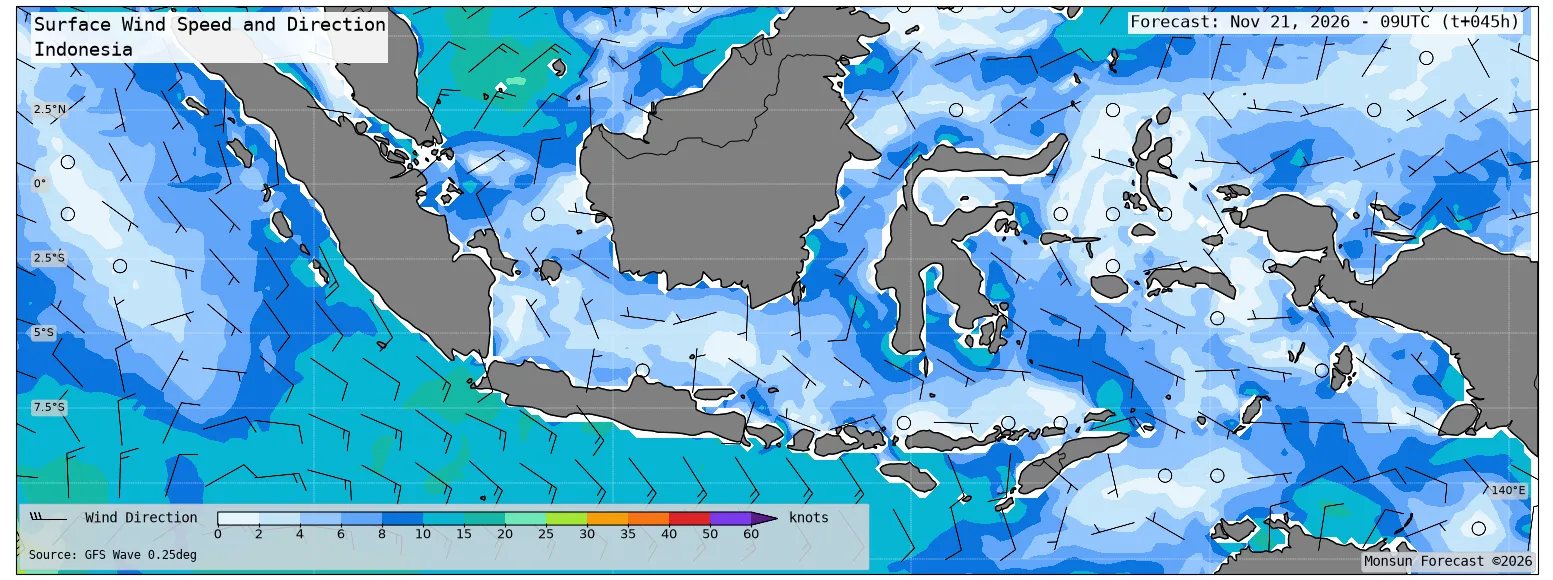 Surface Wind Speed and Direction
Indonesia
Forecast: Nov 21, 2026 - 09UTC (t+045h)
2.5°N
0°
2.5°S
5°S
7.5°S
140°E
Wind Direction
0 2 4 6 8 10 15 20 25 30 35 40 50 60
knots
Source: GFS Wave 0.25deg
Monsun Forecast ©2026